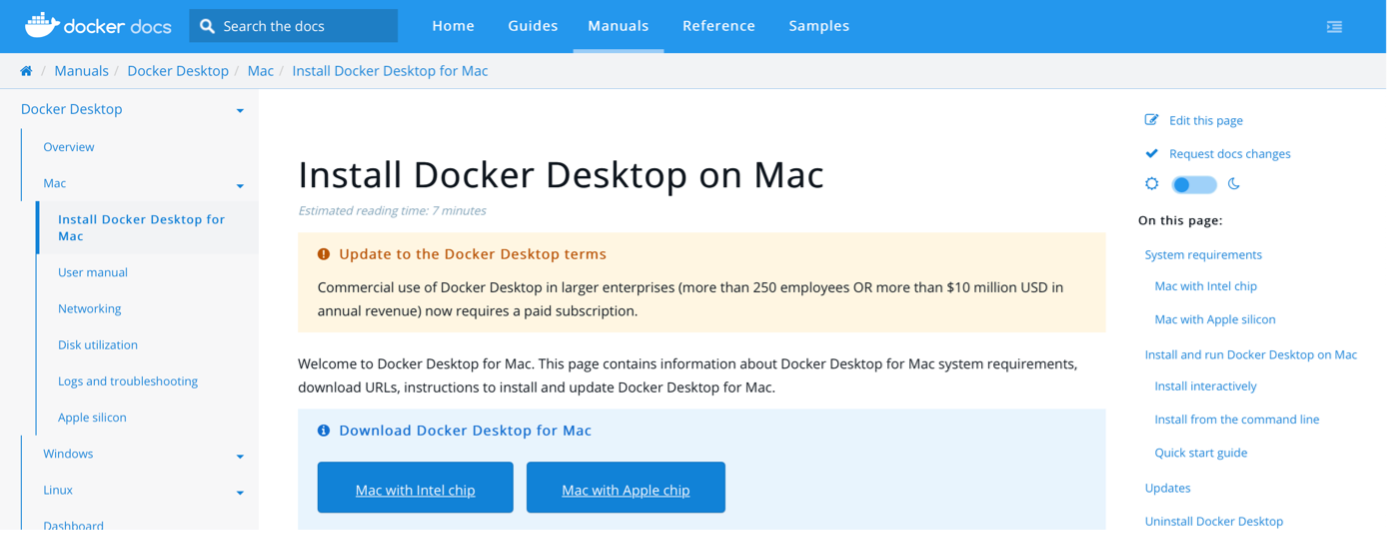 docker docs
Search the docs
Home
Guides
Manuals
Reference
Samples
/ Manuals / Docker Desktop / Mac / Install Docker Desktop for Mac
Docker Desktop
Overview
Mac
Install Docker Desktop for
Mac
User manual
Networking
Disk utilization
Logs and troubleshooting
Apple silicon
Windows
Linux
Dashboard
Install Docker Desktop on Mac
Estimated reading time: 7 minutes
Update to the Docker Desktop terms
Commercial use of Docker Desktop in larger enterprises (more than 250 employees OR more than $10 million USD in
annual revenue) now requires a paid subscription.
Welcome to Docker Desktop for Mac. This page contains information about Docker Desktop for Mac system requirements,
download URLs, instructions to install and update Docker Desktop for Mac.
Download Docker Desktop for Mac
Mac with Intel chip
Mac with Apple chip
Edit this page
Request docs changes
On this page:
System requirements
Mac with Intel chip
Mac with Apple silicon
Install and run Docker Desktop on Mac
Install interactively
Install from the command line
Quick start guide
Updates
Uninstall Docker Desktop